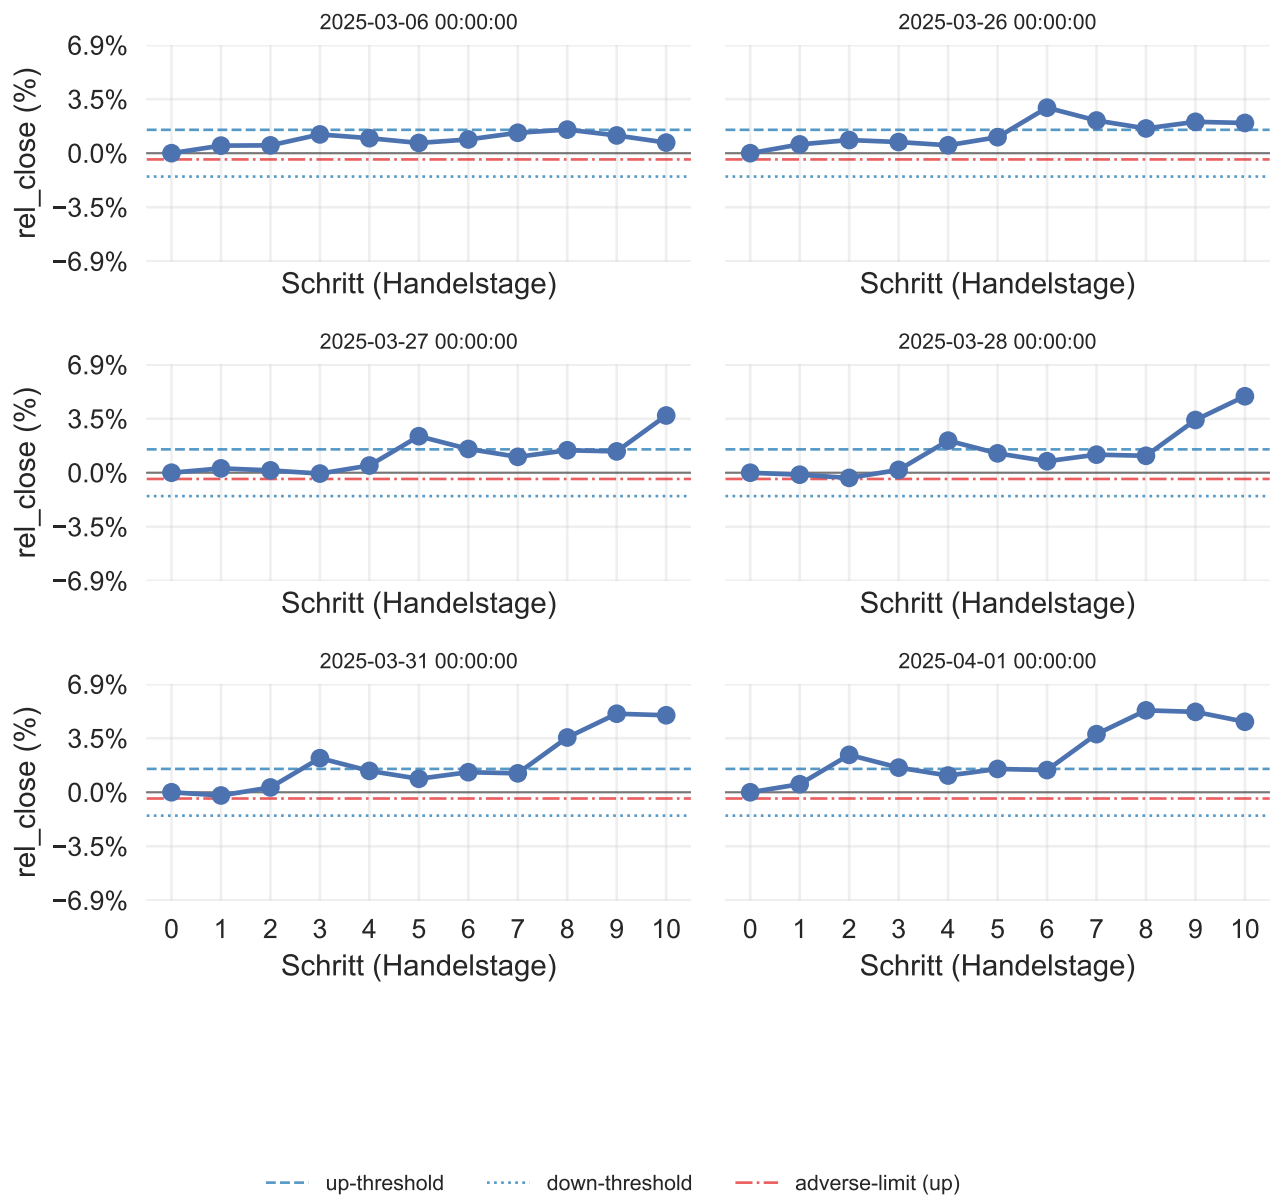 2025-03-06 00:00:00
2025-03-26 00:00:00
6.9%
3.5%
0.0%
−3.5%
−6.9%
rel_close (%)
Schritt (Handelstage)
Schritt (Handelstage)
2025-03-27 00:00:00
2025-03-28 00:00:00
6.9%
3.5%
0.0%
−3.5%
−6.9%
rel_close (%)
Schritt (Handelstage)
Schritt (Handelstage)
2025-03-31 00:00:00
2025-04-01 00:00:00
6.9%
3.5%
0.0%
−3.5%
−6.9%
rel_close (%)
0 1 2 3 4 5 6 7 8 9 10
0 1 2 3 4 5 6 7 8 9 10
Schritt (Handelstage)
Schritt (Handelstage)
up-threshold down-threshold adverse-limit (up)